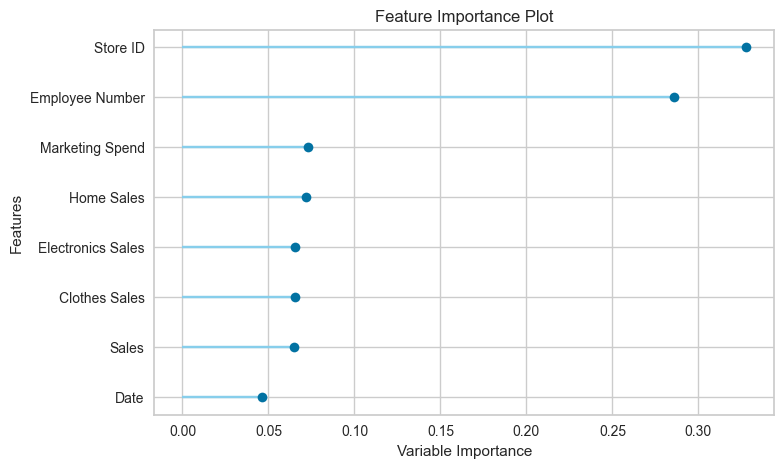 Feature Importance Plot
Store ID
Employee Number
Marketing Spend
Home Sales
Electronics Sales
Clothes Sales
Sales
Date
Features
0.00 0.05 0.10 0.15 0.20 0.25 0.30
Variable Importance